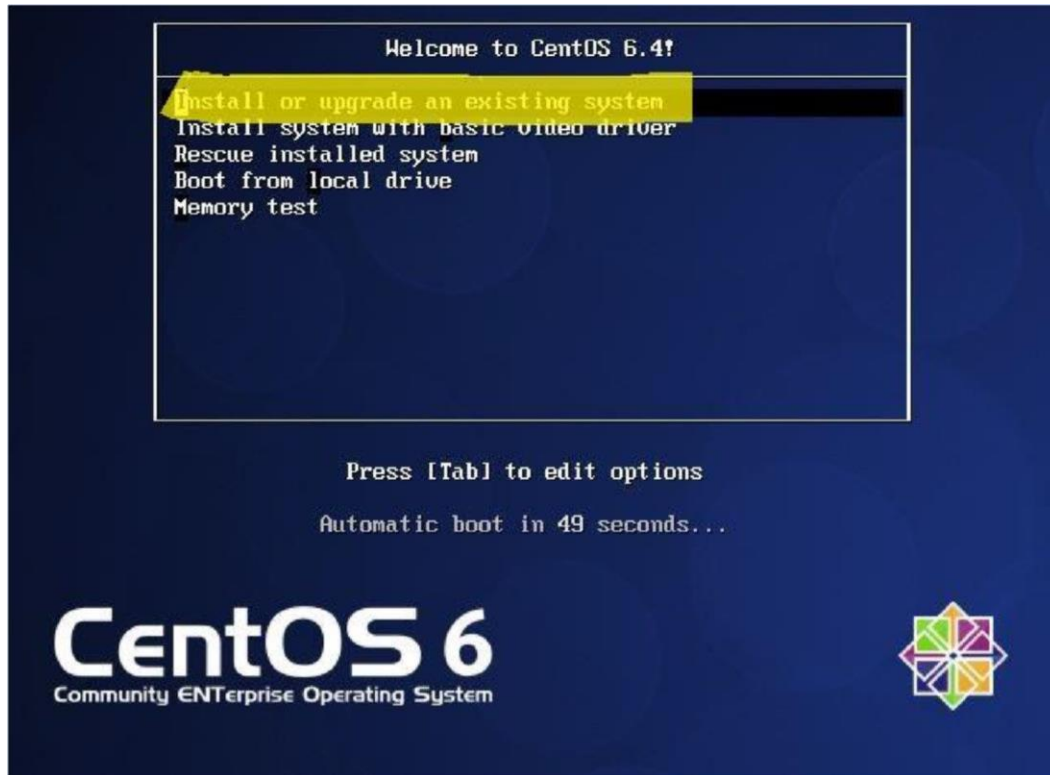 Welcome to CentOS 6.4!
Install or upgrade an existing system
Install system with basic video driver
Rescue installed system
Boot from local drive
Memory test
Press [Tab] to edit options
Automatic boot in 49 seconds...
CentOS 6
Community ENTerprise Operating System